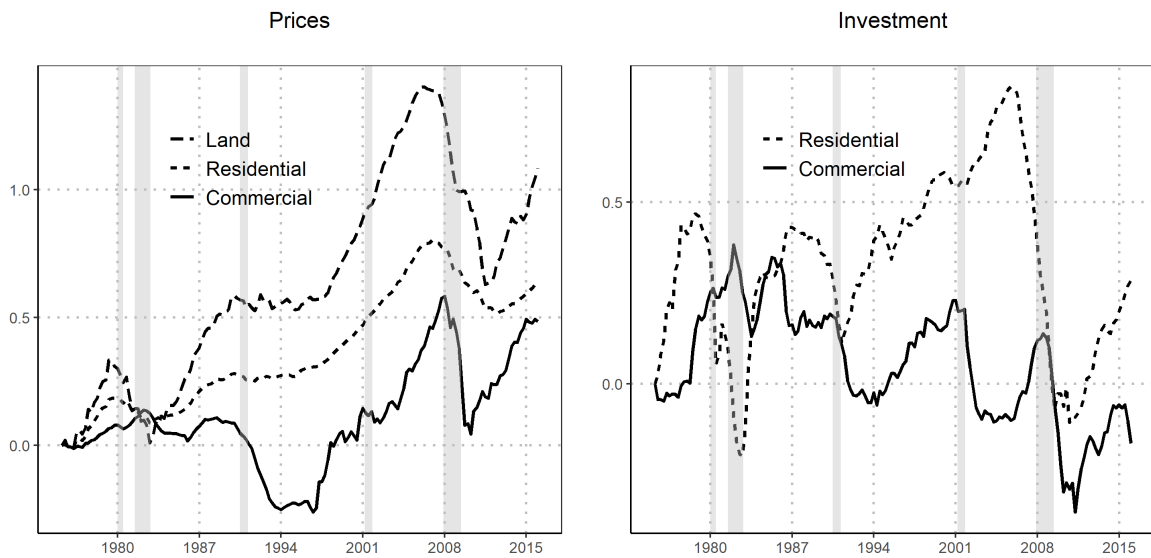 Prices
Land
Residential
Commercial
1.0
0.5
0.0
1980 1987 1994 2001 2008 2015
Investment
Residential
Commercial
0.5
0.0
1980 1987 1994 2001 2008 2015